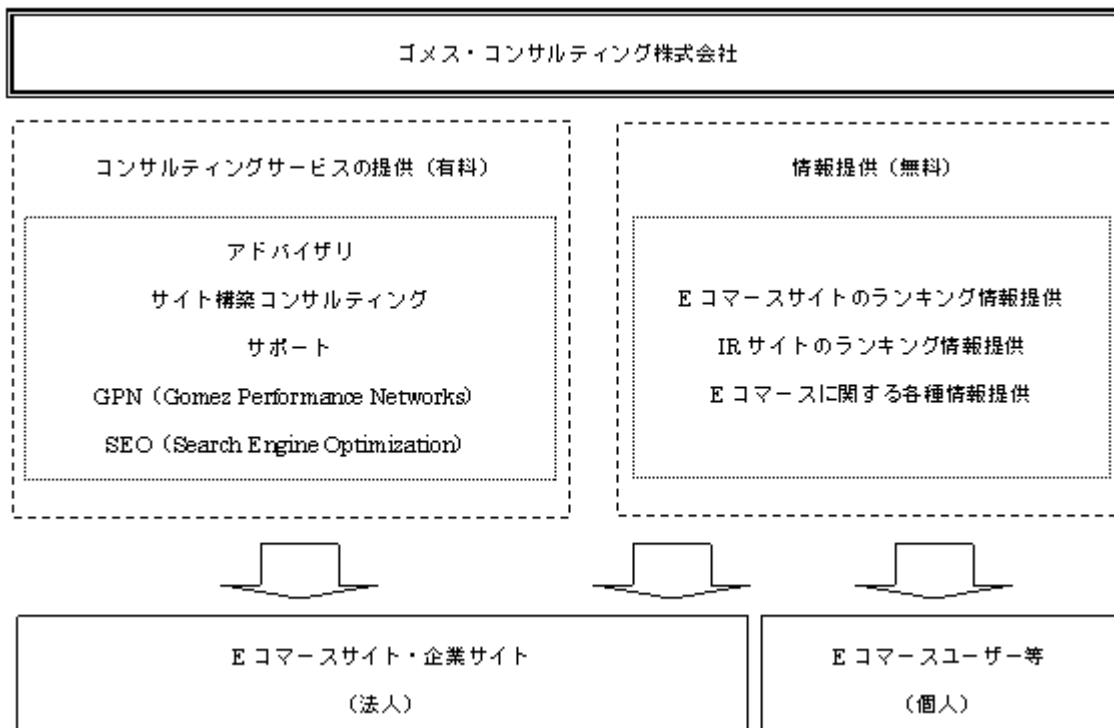 ゴメス・コンサルティング株式会社
コンサルティングサービスの提供（有料）
アドバイザリ
サイト構築コンサルティング
サポート
GPN（Gomez Performance Networks）
SEO（Search Engine Optimization）
情報提供（無料）
Eコマースサイトのランキング情報提供
IRサイトのランキング情報提供
Eコマースに関する各種情報提供
Eコマースサイト・企業サイト
（法人）
Eコマースユーザー等
（個人）